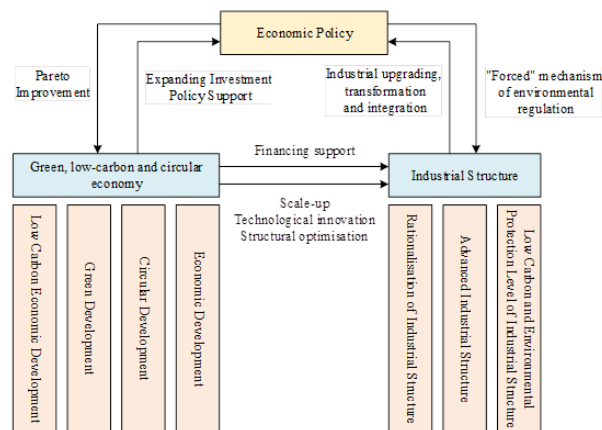 Economic Policy
Pareto
Improvement
Expanding Investment
Policy Support
Industrial upgrading,
transformation
and integration
"Forced" mechanism
of environmental
regulation
Green, low-carbon and circular
economy
Financing support
Industrial Structure
Scale-up
Technological innovation
Structural optimisation
Low Carbon Economic Development
Green Development
Circular Development
Economic Development
Rationalisation of Industrial Structure
Advanced Industrial Structure
Low Carbon and Environmental
Protection Level of Industrial Structure